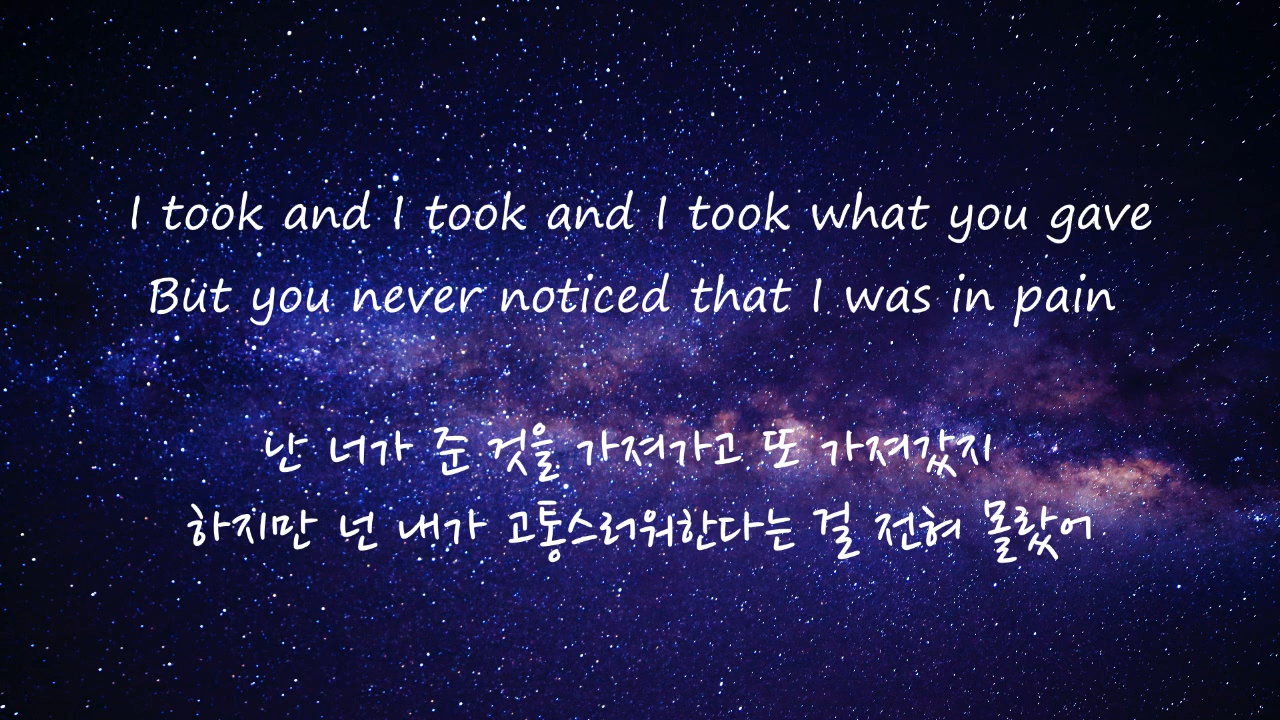 I took and I took and I took what you gave
But you never noticed that I was in pain
난 너가 준 것을 가져가고 또 가져갔지
하지만 넌 내가 고통스러워한다는 걸 전혀 몰랐어